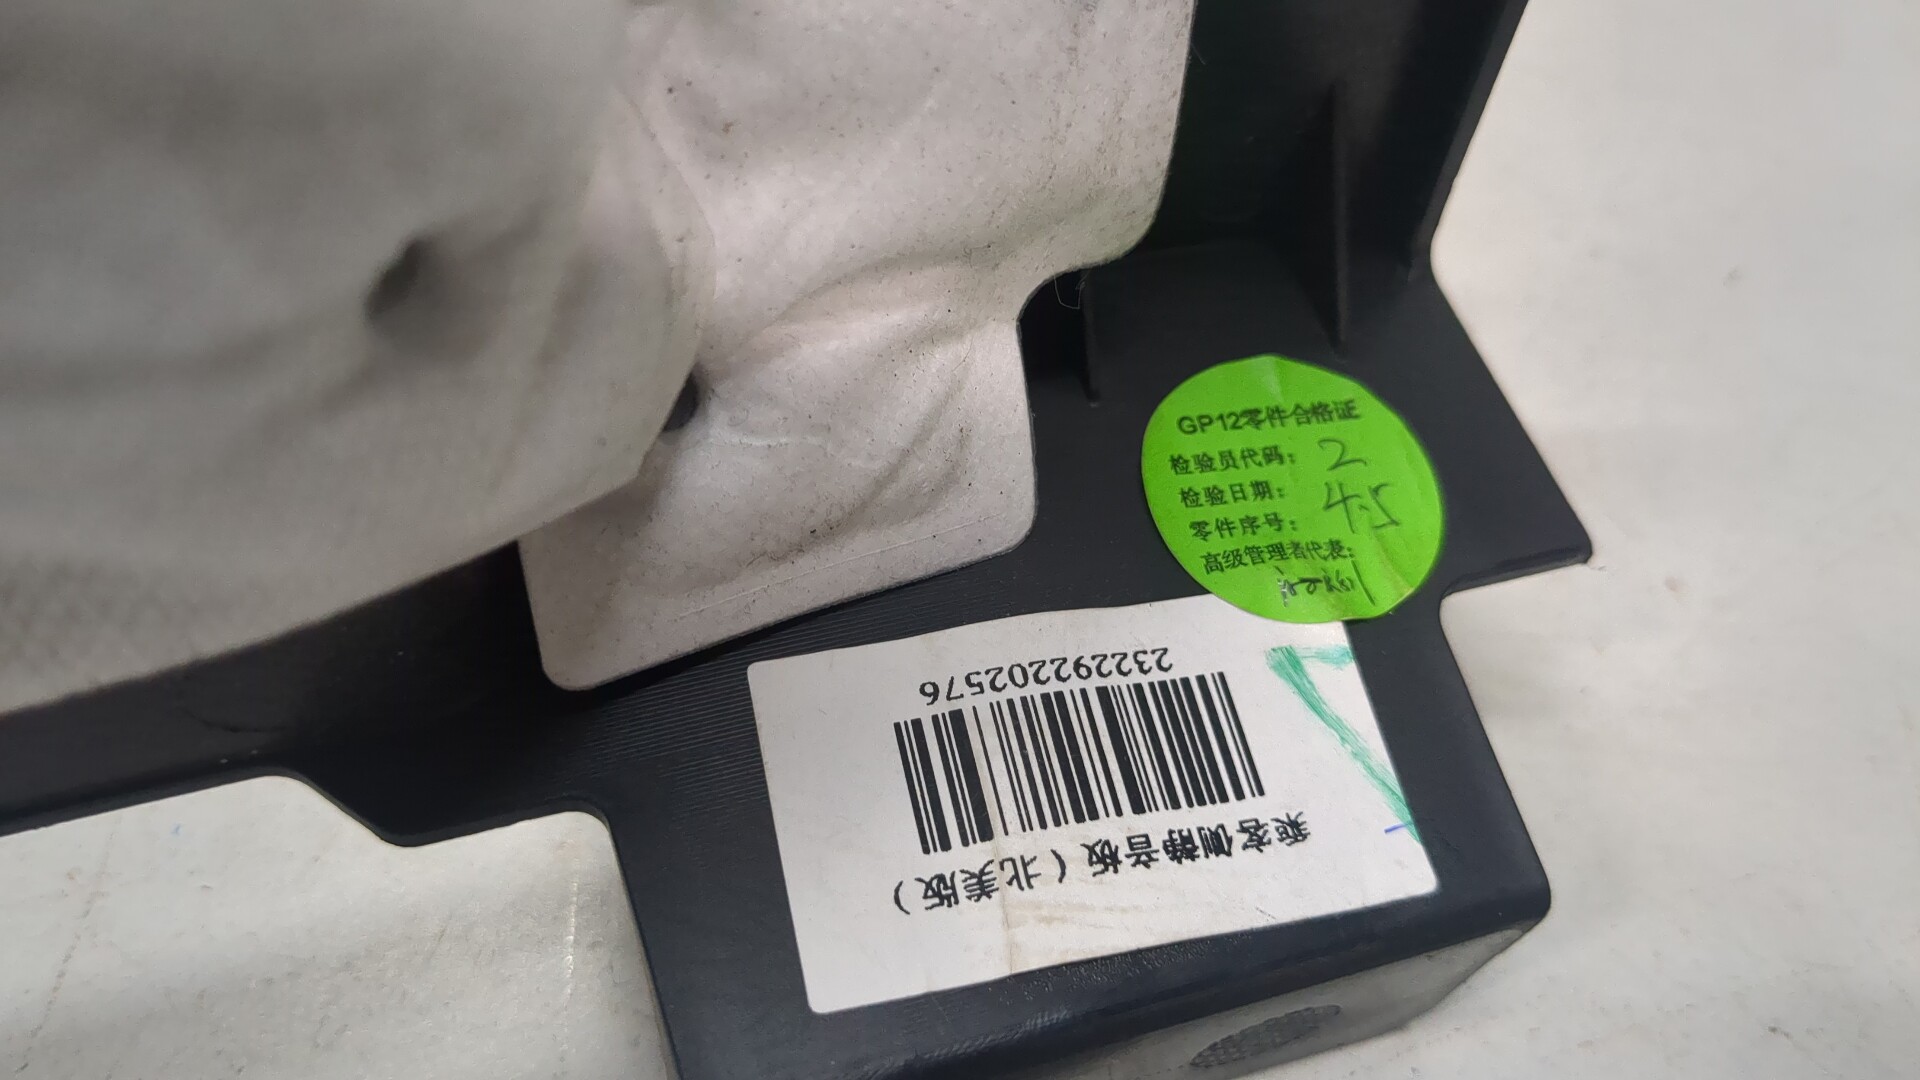 GP12零件合格证
检验员代码: 2
检验日期: 4.5
零件序号:
高级管理者代表:
232292202576
乘客侧静音板(北美版)